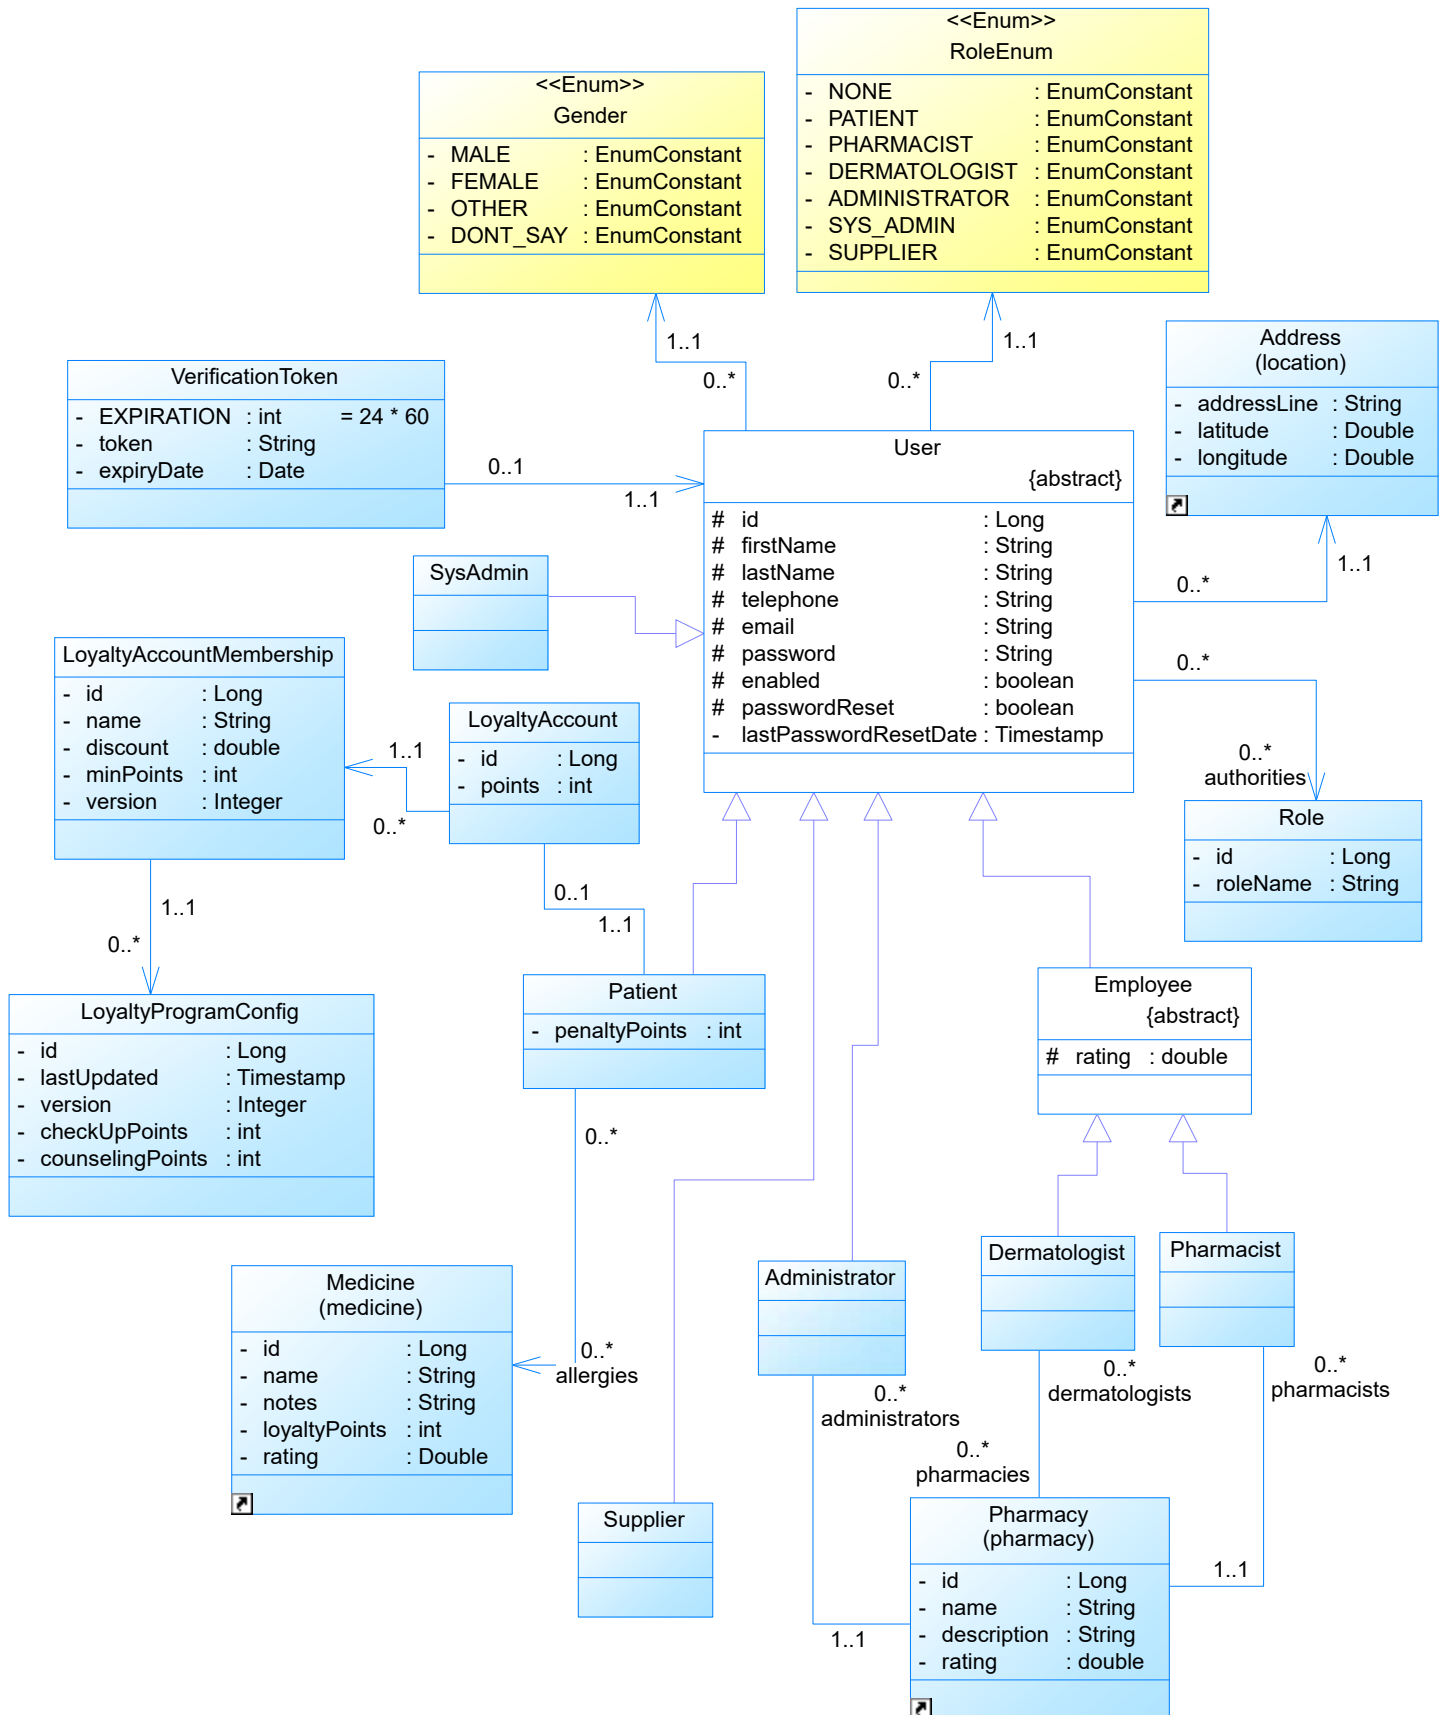 <<Enum>>
RoleEnum
- NONE : EnumConstant
- PATIENT : EnumConstant
- PHARMACIST : EnumConstant
- DERMATOLOGIST : EnumConstant
- ADMINISTRATOR : EnumConstant
- SYS_ADMIN : EnumConstant
- SUPPLIER : EnumConstant
<<Enum>>
Gender
- MALE : EnumConstant
- FEMALE : EnumConstant
- OTHER : EnumConstant
- DONT_SAY : EnumConstant
1..1
0..*
1..1
0..*
Address
(location)
- addressLine : String
- latitude : Double
- longitude : Double
VerificationToken
- EXPIRATION : int = 24 * 60
- token : String
- expiryDate : Date
0..1
1..1
User
{abstract}
# id : Long
# firstName : String
# lastName : String
# telephone : String
# email : String
# password : String
# enabled : boolean
# passwordReset : boolean
- lastPasswordResetDate : Timestamp
1..1
0..*
0..*
0..*
authorities
SysAdmin
LoyaltyAccountMembership
- id : Long
- name : String
- discount : double
- minPoints : int
- version : Integer
LoyaltyAccount
- id : Long
- points : int
1..1
0..*
Role
- id : Long
- roleName : String
0..1
1..1
1..1
0..*
LoyaltyProgramConfig
- id : Long
- lastUpdated : Timestamp
- version : Integer
- checkUpPoints : int
- counselingPoints : int
Patient
- penaltyPoints : int
Employee
{abstract}
# rating : double
0..*
0..*
allergies
Medicine
(medicine)
- id : Long
- name : String
- notes : String
- loyaltyPoints : int
- rating : Double
Administrator
Dermatologist
Pharmacist
0..*
administrators
0..*
dermatologists
0..*
pharmacists
0..*
pharmacies
Supplier
Pharmacy
(pharmacy)
- id : Long
- name : String
- description : String
- rating : double
1..1
1..1